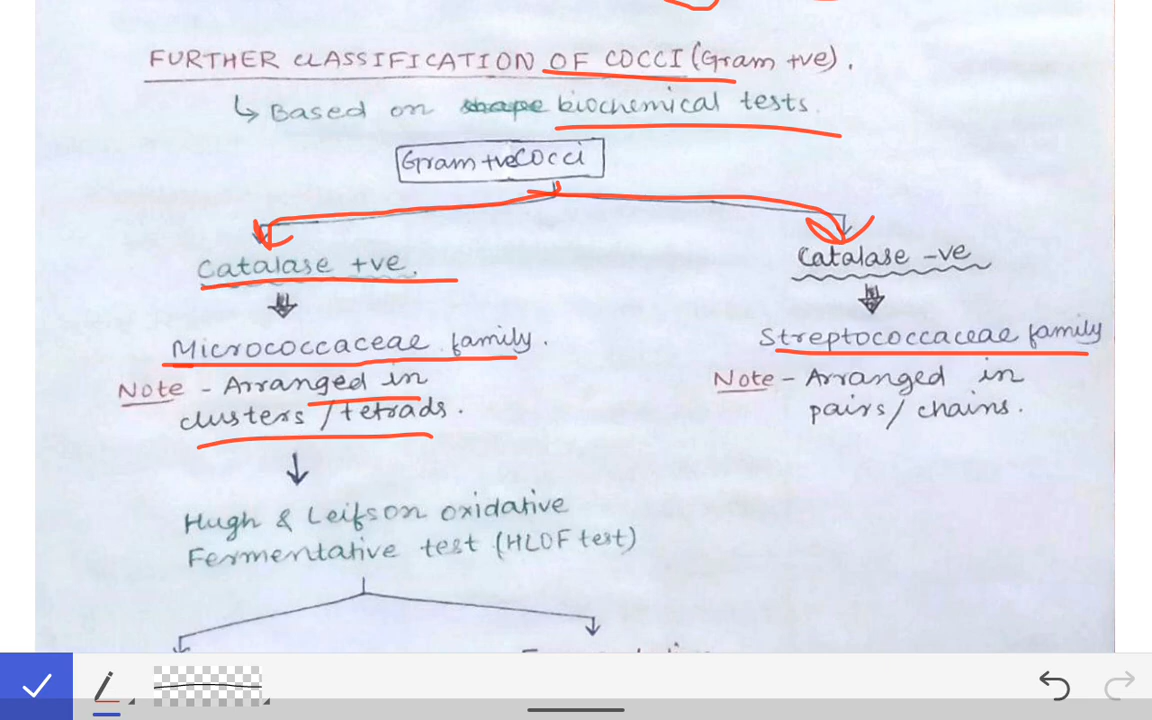 FURTHER CLASSIFICATION OF COCCI (Gram +ve).
↳ Based on shape biochemical tests.
Gram +ve Cocci
Catalase +ve.
Catalase -ve
Micrococcaceae family.
Streptococcaceae family
Note - Arranged in
clusters / tetrads.
Note - Arranged in
pairs / chains.
Hugh & Leifson oxidative
Fermentative test (HLOF test)